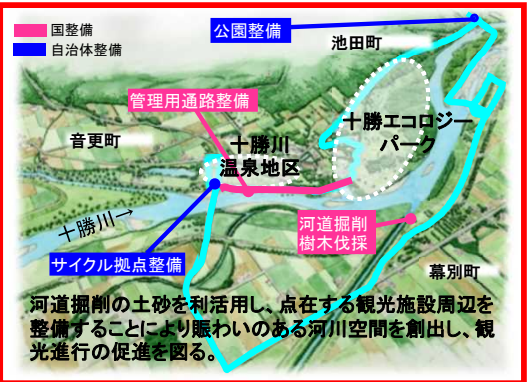 国整備
自治体整備
公園整備
池田町
管理用通路整備
十勝エコロジー
パーク
音更町
十勝川
温泉地区
十勝川→
河道掘削
樹木伐採
サイクル拠点整備
幕別町
河道掘削の土砂を利活用し、点在する観光施設周辺を
整備することにより賑わいのある河川空間を創出し、観
光進行の促進を図る。